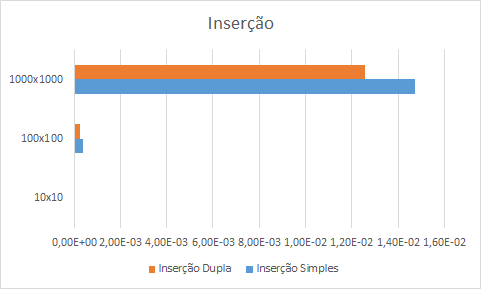 Inserção
1000x1000
100x100
10x10
0,00E+00 2,00E-03 4,00E-03 6,00E-03 8,00E-03 1,00E-02 1,20E-02 1,40E-02 1,60E-02
Inserção Dupla Inserção Simples